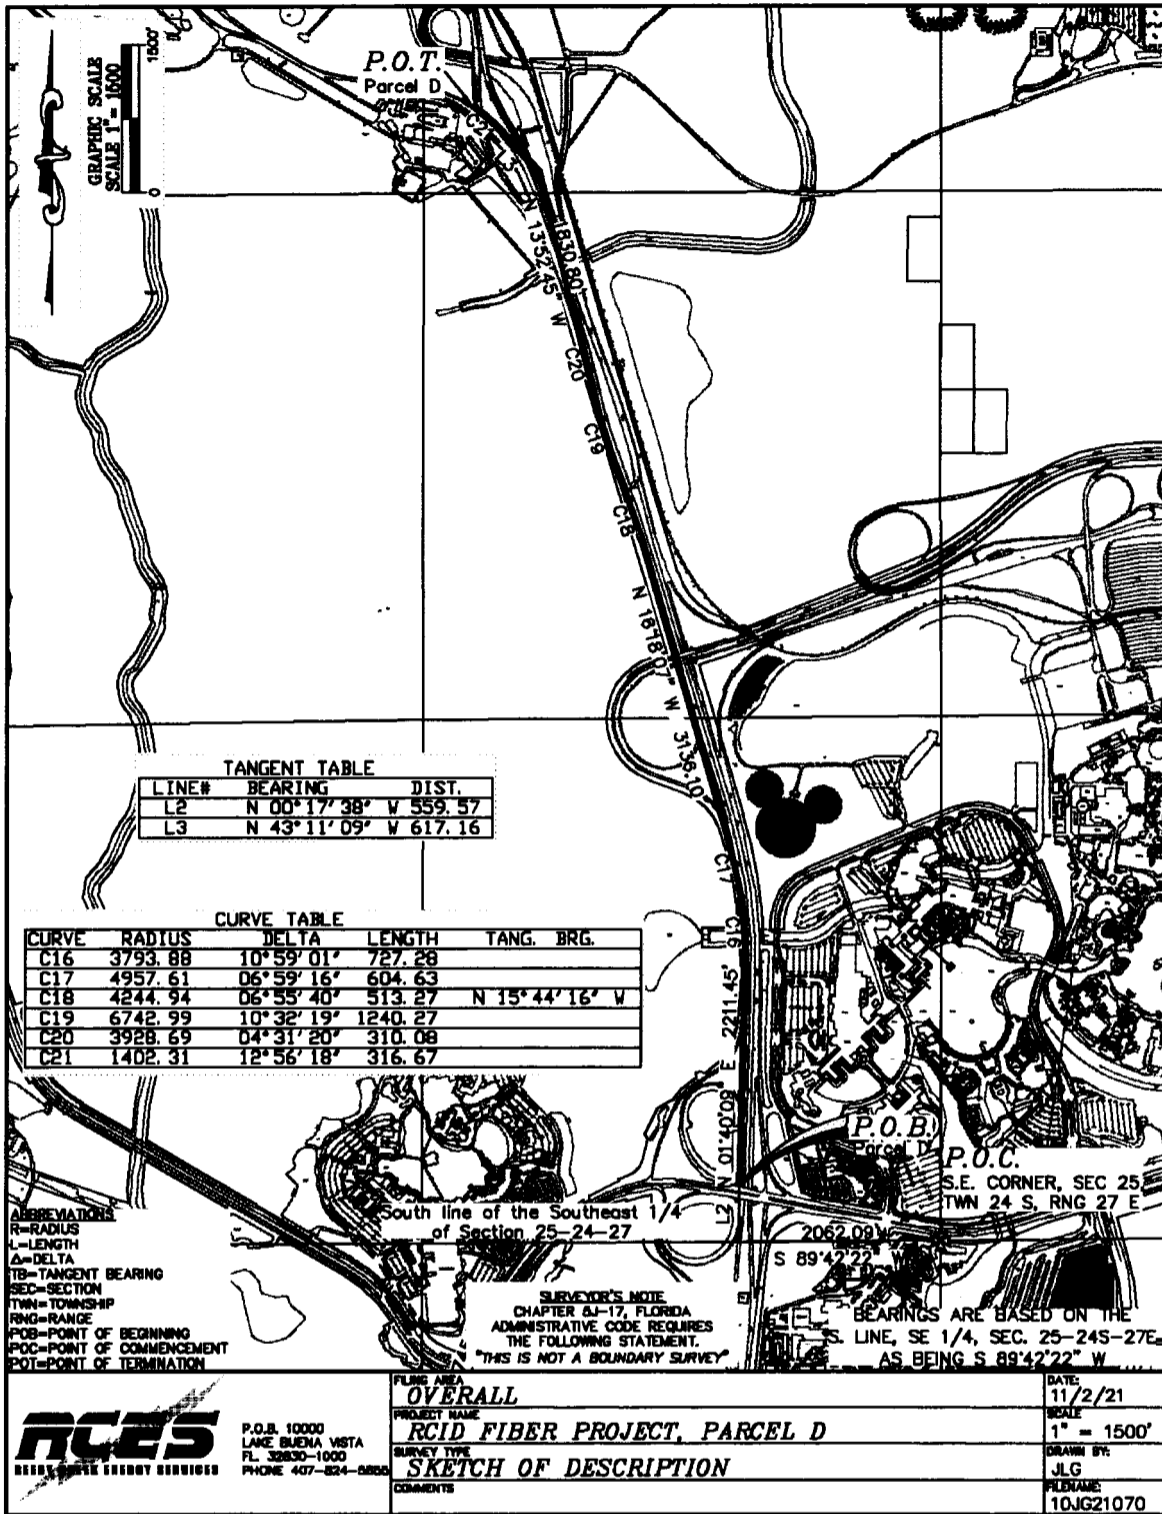 P.O.T.
Parcel D
GRAPHIC SCALE
SCALE 1"= 1500
1500'
0
C21
L3
N 13°52'45" W
1830.80'
C20
C19
C18
N 18°18'07" W
3136.10'
C17
C16
N 01°40'09" E 2211.45'
L2
TANGENT TABLE
LINE# BEARING DIST.
L2 N 00°17'38" W 559.57
L3 N 43°11'09" W 617.16
CURVE TABLE
CURVE RADIUS DELTA LENGTH TANG. BRG.
C16 3793.88 10°59'01" 727.28
C17 4957.61 06°59'16" 604.63
C18 4244.94 06°55'40" 513.27 N 15°44'16" W
C19 6742.99 10°32'19" 1240.27
C20 3928.69 04°31'20" 310.08
C21 1402.31 12°56'18" 316.67
P.O.B.
Parcel D
P.O.C.
S.E. CORNER, SEC 25
TWN 24 S, RNG 27 E
South line of the Southeast 1/4
of Section 25-24-27
2062.09'
S 89°42'22" W
ABBREVIATIONS
R=RADIUS
L=LENGTH
Δ=DELTA
TB=TANGENT BEARING
SEC=SECTION
TWN=TOWNSHIP
RNG=RANGE
POB=POINT OF BEGINNING
POC=POINT OF COMMENCEMENT
POT=POINT OF TERMINATION
SURVEYOR'S NOTE
CHAPTER 5J-17, FLORIDA
ADMINISTRATIVE CODE REQUIRES
THE FOLLOWING STATEMENT.
"THIS IS NOT A BOUNDARY SURVEY"
BEARINGS ARE BASED ON THE
S. LINE, SE 1/4, SEC. 25-24S-27E
AS BEING S 89°42'22" W
RCES
REEDY CREEK ENERGY SERVICES
P.O.B. 10000
LAKE BUENA VISTA
FL. 32830-1000
PHONE 407-824-
FILING AREA
OVERALL
PROJECT NAME
RCID FIBER PROJECT, PARCEL D
SURVEY TYPE
SKETCH OF DESCRIPTION
COMMENTS
DATE:
11/2/21
SCALE
1" = 1500'
DRAWN BY:
JLG
FILENAME:
10JG21070